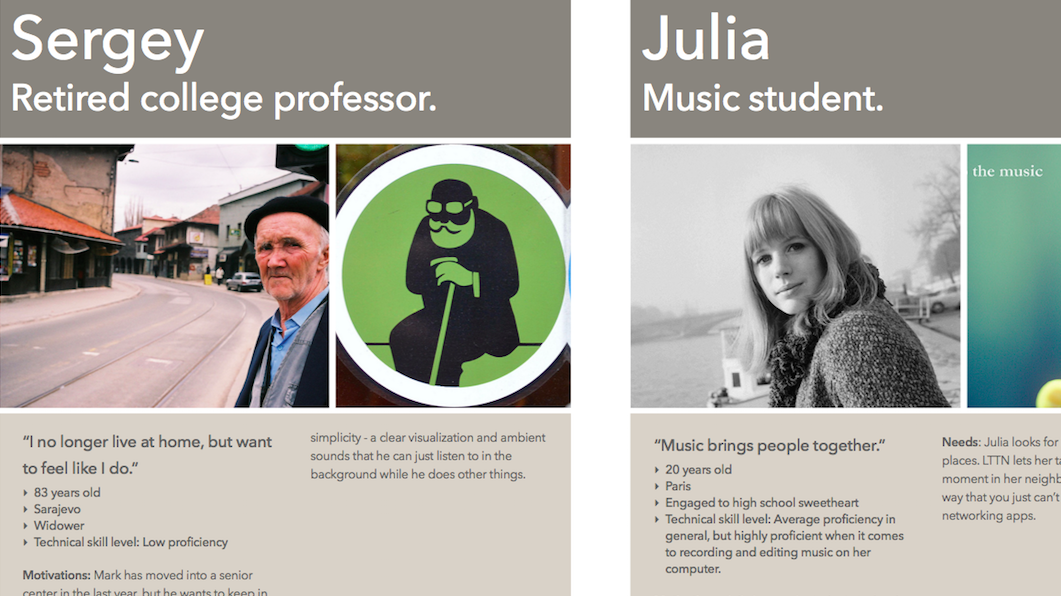 Sergey
Retired college professor.
“I no longer live at home, but want
to feel like I do.”
83 years old
Sarajevo
Widower
Technical skill level: Low proficiency
Motivations: Mark has moved into a senior
center in the last year, but he wants to keep in
simplicity - a clear visualization and ambient
sounds that he can just listen to in the
background while he does other things.
Julia
Music student.
the music
“Music brings people together.”
20 years old
Paris
Engaged to high school sweetheart
Technical skill level: Average proficiency in
general, but highly proficient when it comes
to recording and editing music on her
computer.
Needs: Julia looks for
places. LTTN lets her ta
moment in her neighb
way that you just can’t
networking apps.